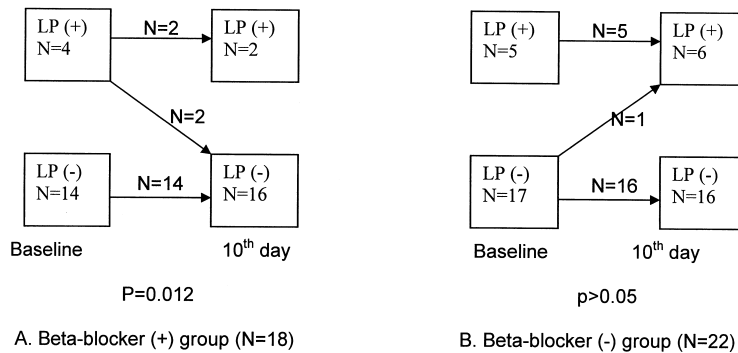 LP (+)
N=4
N=2
LP (+)
N=2
N=2
LP (-)
N=14
N=14
LP (-)
N=16
Baseline
10th day
P=0.012
A. Beta-blocker (+) group (N=18)
LP (+)
N=5
N=5
LP (+)
N=6
N=1
LP (-)
N=17
N=16
LP (-)
N=16
Baseline
10th day
p>0.05
B. Beta-blocker (-) group (N=22)